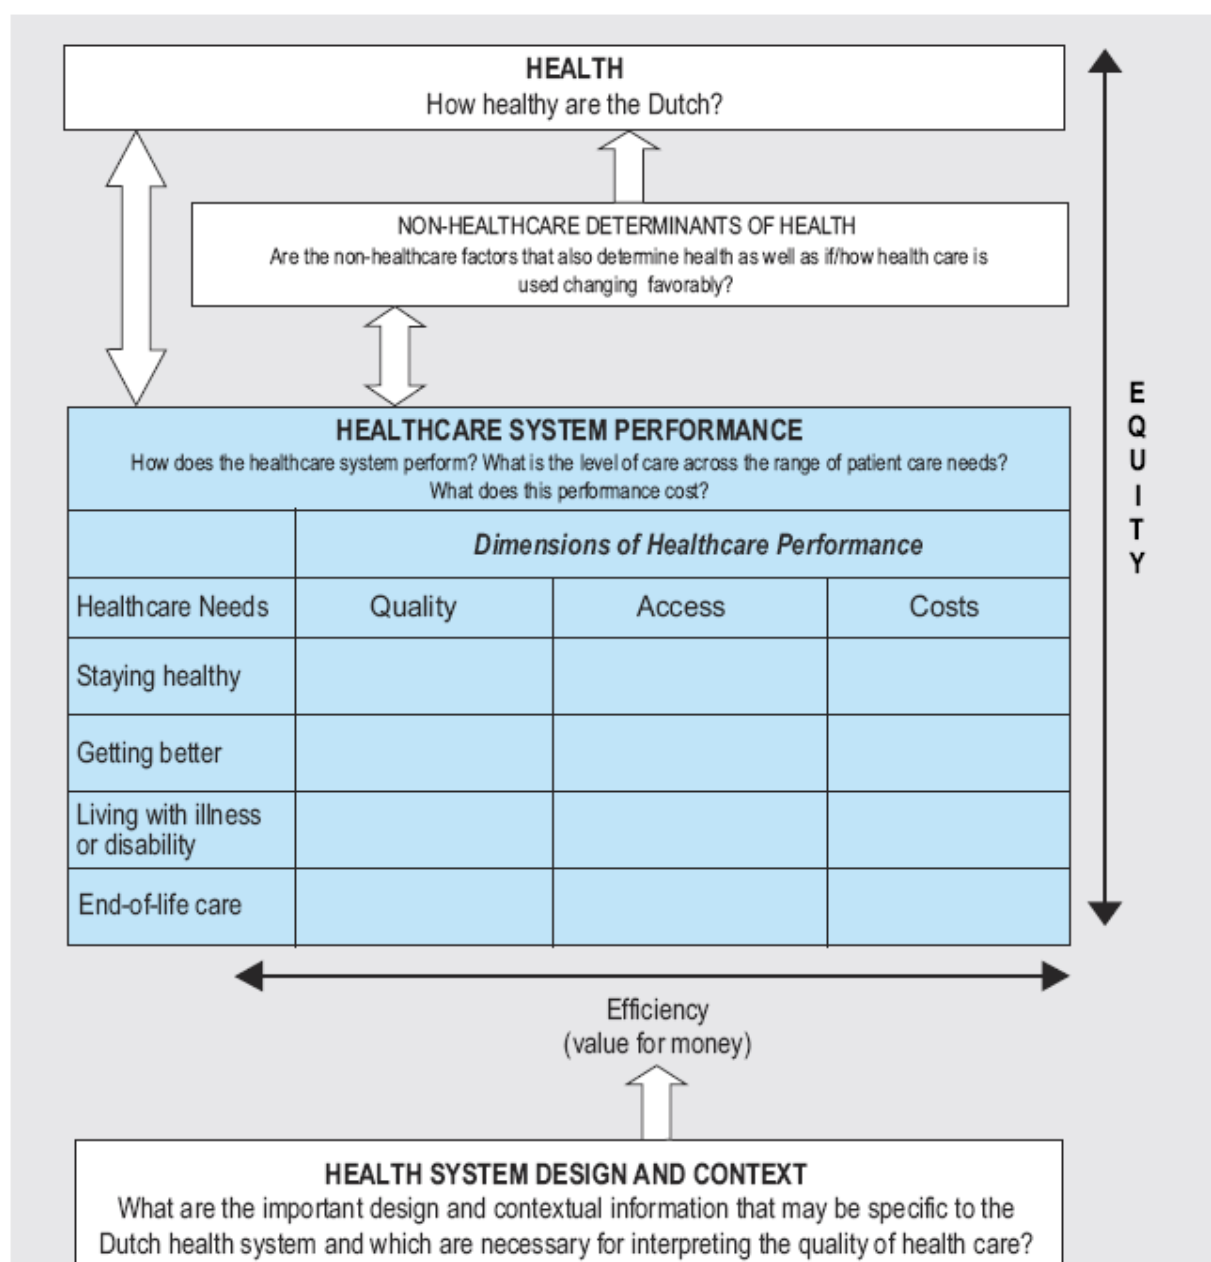 HEALTH
How healthy are the Dutch?
NON-HEALTHCARE DETERMINANTS OF HEALTH
Are the non-healthcare factors that also determine health as well as if/how health care is
used changing favorably?
HEALTHCARE SYSTEM PERFORMANCE
How does the healthcare system perform? What is the level of care across the range of patient care needs?
What does this performance cost?
Dimensions of Healthcare Performance
Healthcare Needs Quality Access Costs
Staying healthy
Getting better
Living with illness
or disability
End-of-life care
E
Q
U
I
T
Y
Efficiency
(value for money)
HEALTH SYSTEM DESIGN AND CONTEXT
What are the important design and contextual information that may be specific to the
Dutch health system and which are necessary for interpreting the quality of health care?